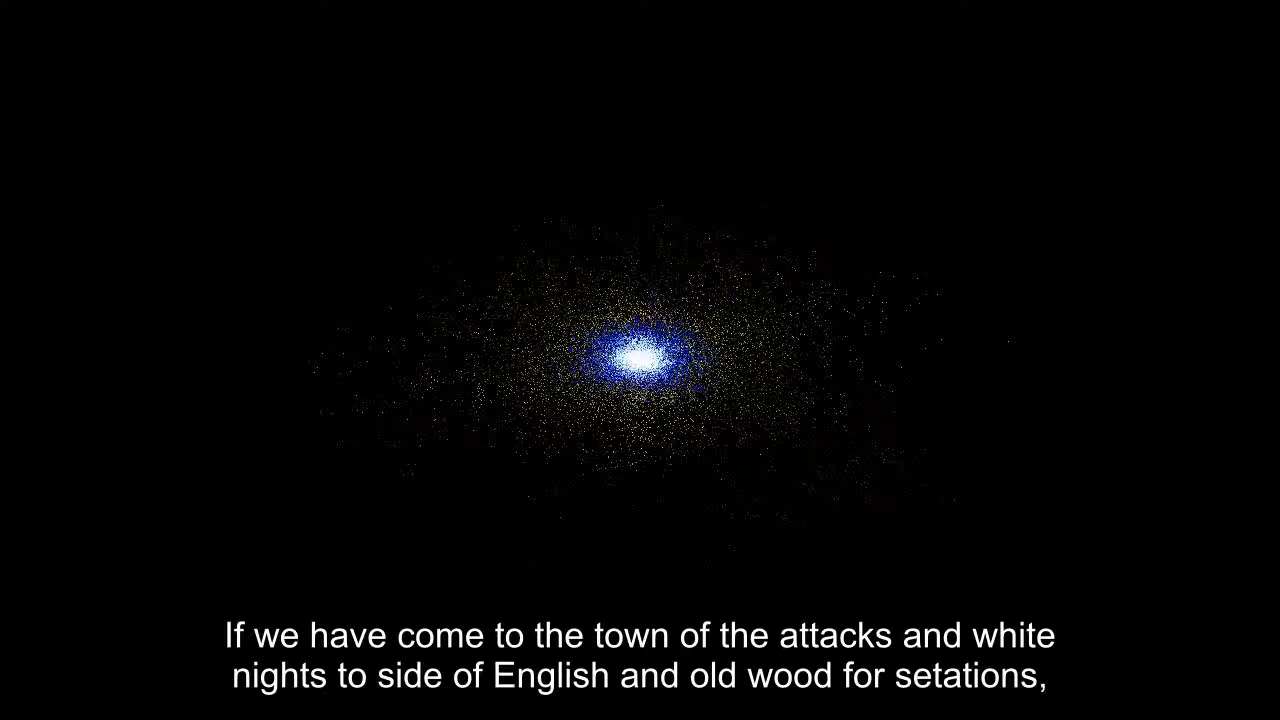 If we have come to the town of the attacks and white
nights to side of English and old wood for setations,